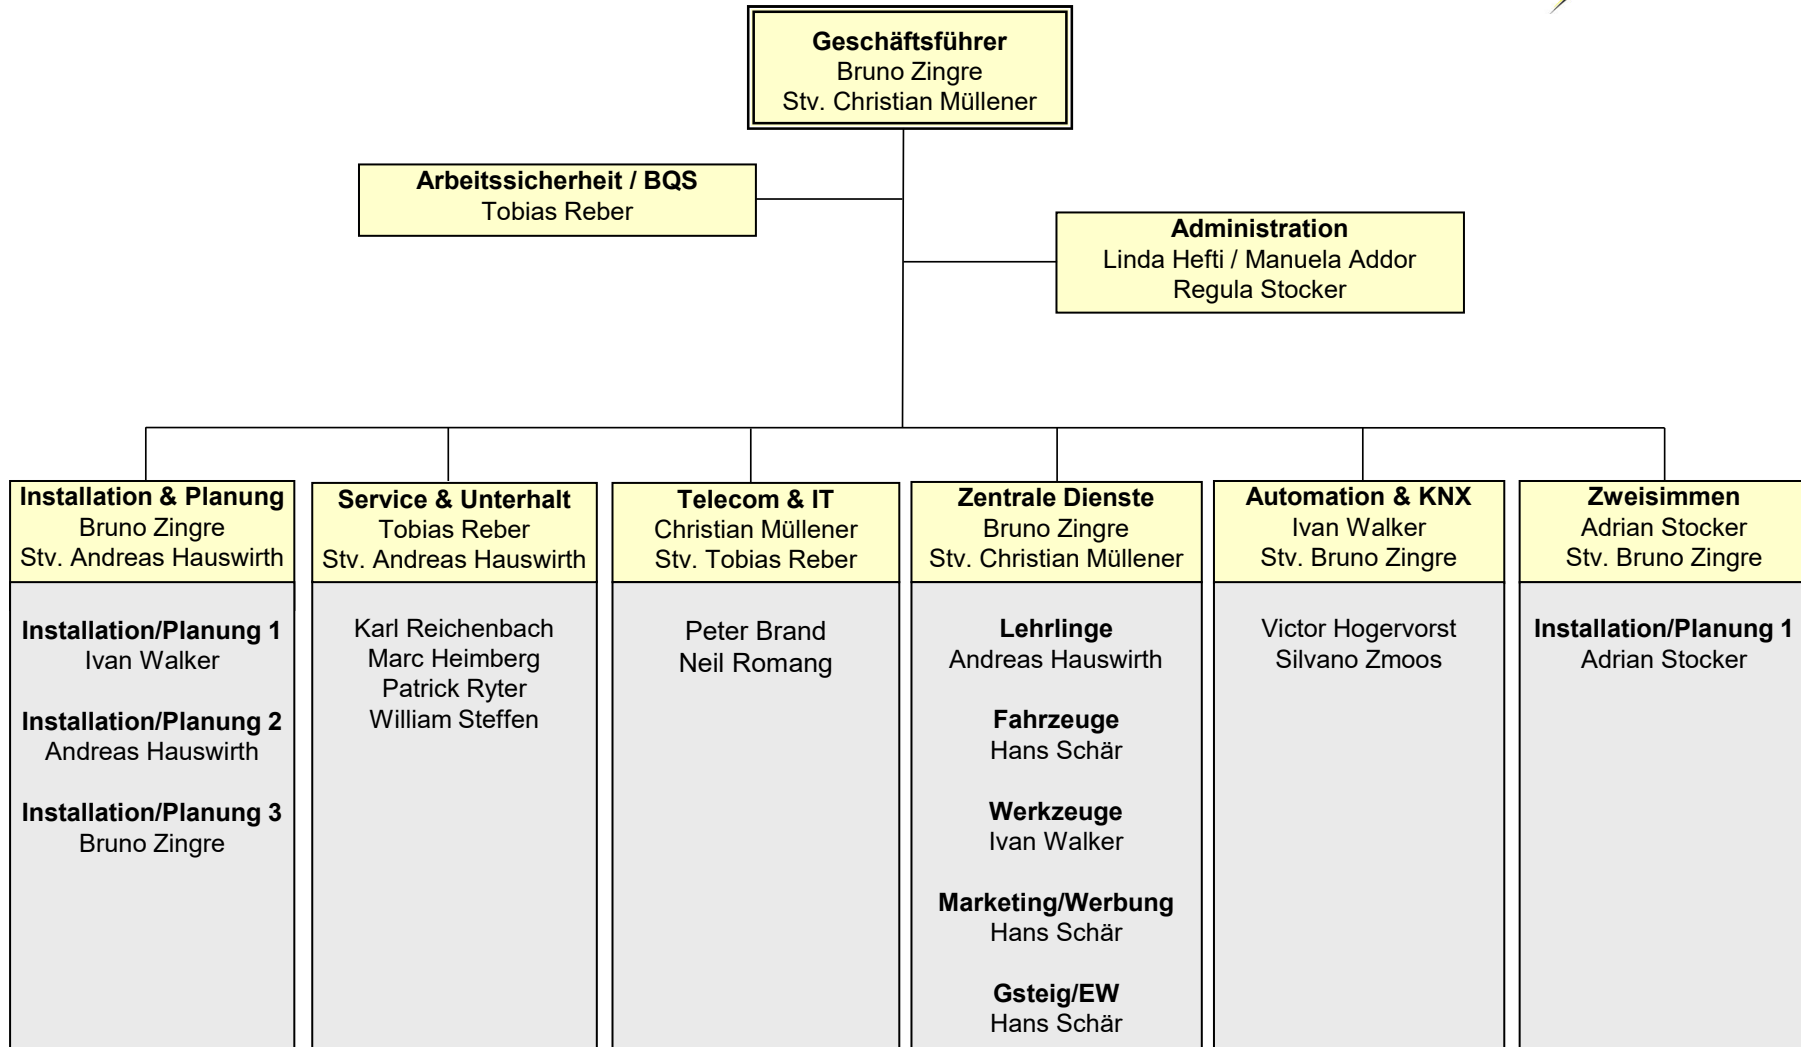 Geschäftsführer
Bruno Zingre
Stv. Christian Müllener
Arbeitssicherheit / BQS
Tobias Reber
Administration
Linda Hefti / Manuela Addor
Regula Stocker
Installation & Planung
Bruno Zingre
Stv. Andreas Hauswirth
Installation/Planung 1
Ivan Walker
Installation/Planung 2
Andreas Hauswirth
Installation/Planung 3
Bruno Zingre
Service & Unterhalt
Tobias Reber
Stv. Andreas Hauswirth
Karl Reichenbach
Marc Heimberg
Patrick Ryter
William Steffen
Telecom & IT
Christian Müllener
Stv. Tobias Reber
Peter Brand
Neil Romang
Zentrale Dienste
Bruno Zingre
Stv. Christian Müllener
Lehrlinge
Andreas Hauswirth
Fahrzeuge
Hans Schär
Werkzeuge
Ivan Walker
Marketing/Werbung
Hans Schär
Gsteig/EW
Hans Schär
Automation & KNX
Ivan Walker
Stv. Bruno Zingre
Victor Hogervorst
Silvano Zmoos
Zweisimmen
Adrian Stocker
Stv. Bruno Zingre
Installation/Planung 1
Adrian Stocker